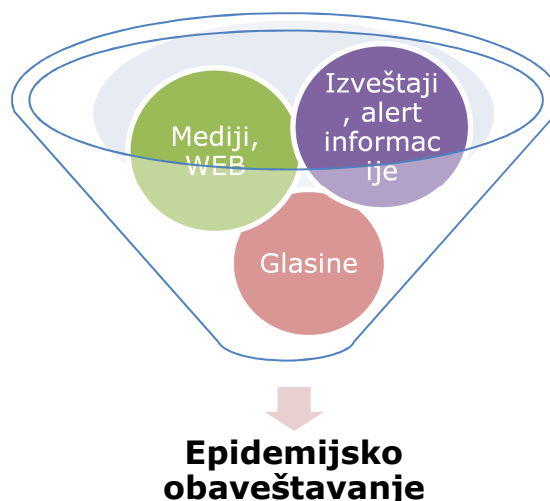 Mediji,
WEB
Izveštaji
, alert
informac
ije
Glasine
Epidemijsko
obaveštavanje